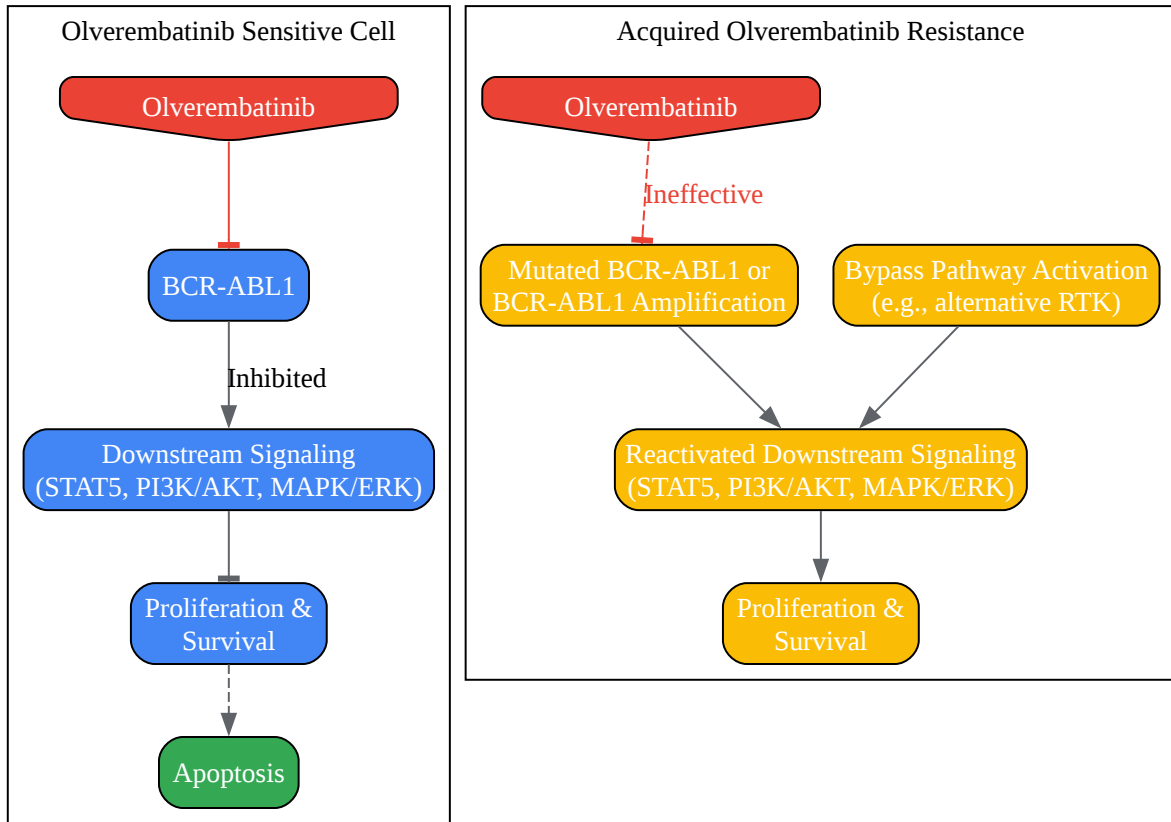 Olverembatinib Sensitive Cell
Olverembatinib
BCR-ABL1
Inhibited
Downstream Signaling
(STAT5, PI3K/AKT, MAPK/ERK)
Proliferation &
Survival
Apoptosis
Acquired Olverembatinib Resistance
Olverembatinib
Ineffective
Mutated BCR-ABL1 or
BCR-ABL1 Amplification
Bypass Pathway Activation
(e.g., alternative RTK)
Reactivated Downstream Signaling
(STAT5, PI3K/AKT, MAPK/ERK)
Proliferation &
Survival